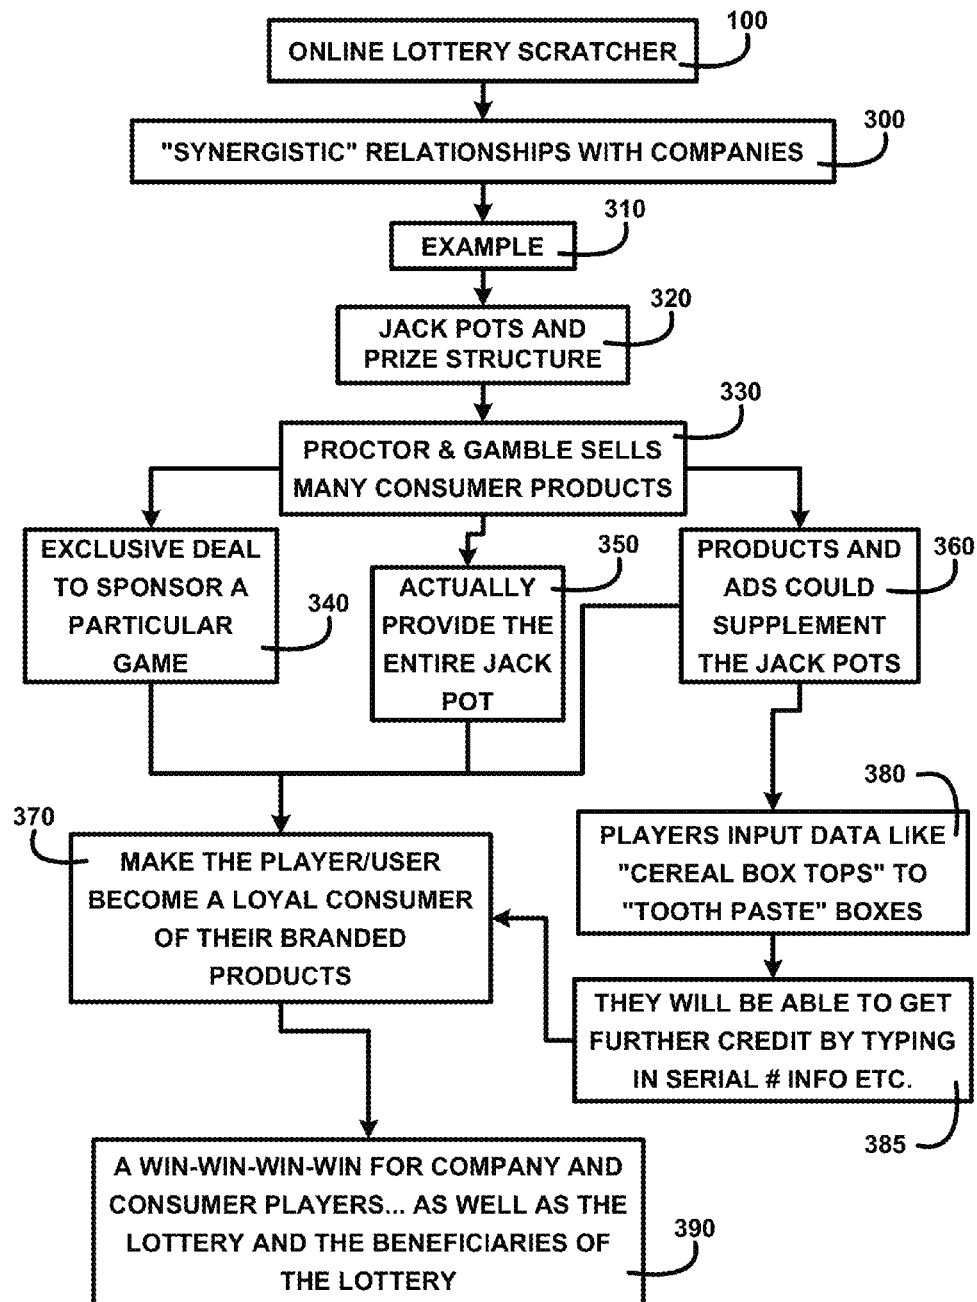 100
ONLINE LOTTERY SCRATCHER
300
"SYNERGISTIC" RELATIONSHIPS WITH COMPANIES
310
EXAMPLE
320
JACK POTS AND
PRIZE STRUCTURE
330
PROCTOR & GAMBLE SELLS
MANY CONSUMER PRODUCTS
EXCLUSIVE DEAL
TO SPONSOR A
PARTICULAR
GAME
340
350
ACTUALLY
PROVIDE THE
ENTIRE JACK
POT
360
PRODUCTS AND
ADS COULD
SUPPLEMENT
THE JACK POTS
370
MAKE THE PLAYER/USER
BECOME A LOYAL CONSUMER
OF THEIR BRANDED
PRODUCTS
380
PLAYERS INPUT DATA LIKE
"CEREAL BOX TOPS" TO
"TOOTH PASTE" BOXES
THEY WILL BE ABLE TO GET
FURTHER CREDIT BY TYPING
IN SERIAL # INFO ETC.
385
A WIN-WIN-WIN-WIN FOR COMPANY AND
CONSUMER PLAYERS... AS WELL AS THE
LOTTERY AND THE BENEFICIARIES OF
THE LOTTERY
390